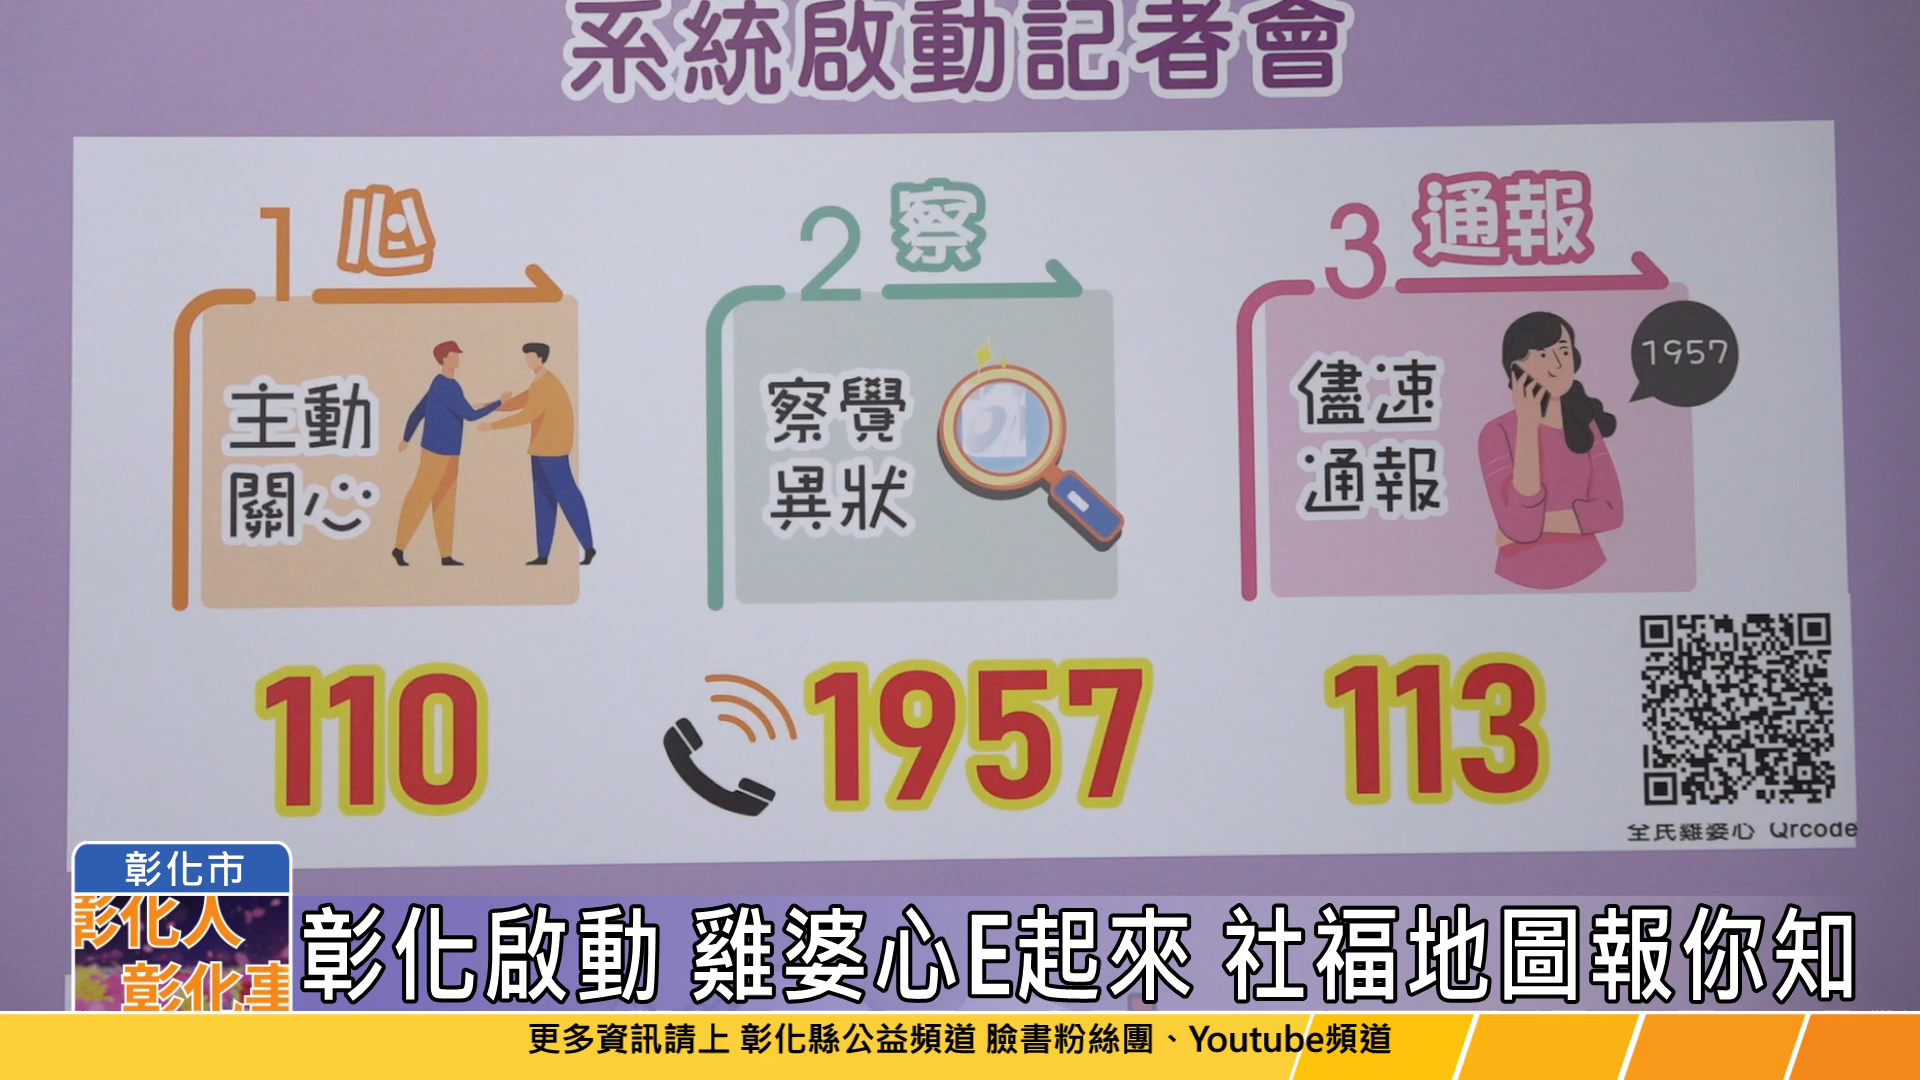 系統啟動記者會
1 心
主動
關心
2 察
察覺
異狀
3 通報
儘速
通報
1957
110
1957
113
全民雞婆心 Qrcode
彰化市
彰化人
彰化事
彰化啟動 雞婆心E起來 社福地圖報你知
更多資訊請上 彰化縣公益頻道 臉書粉絲團、Youtube頻道